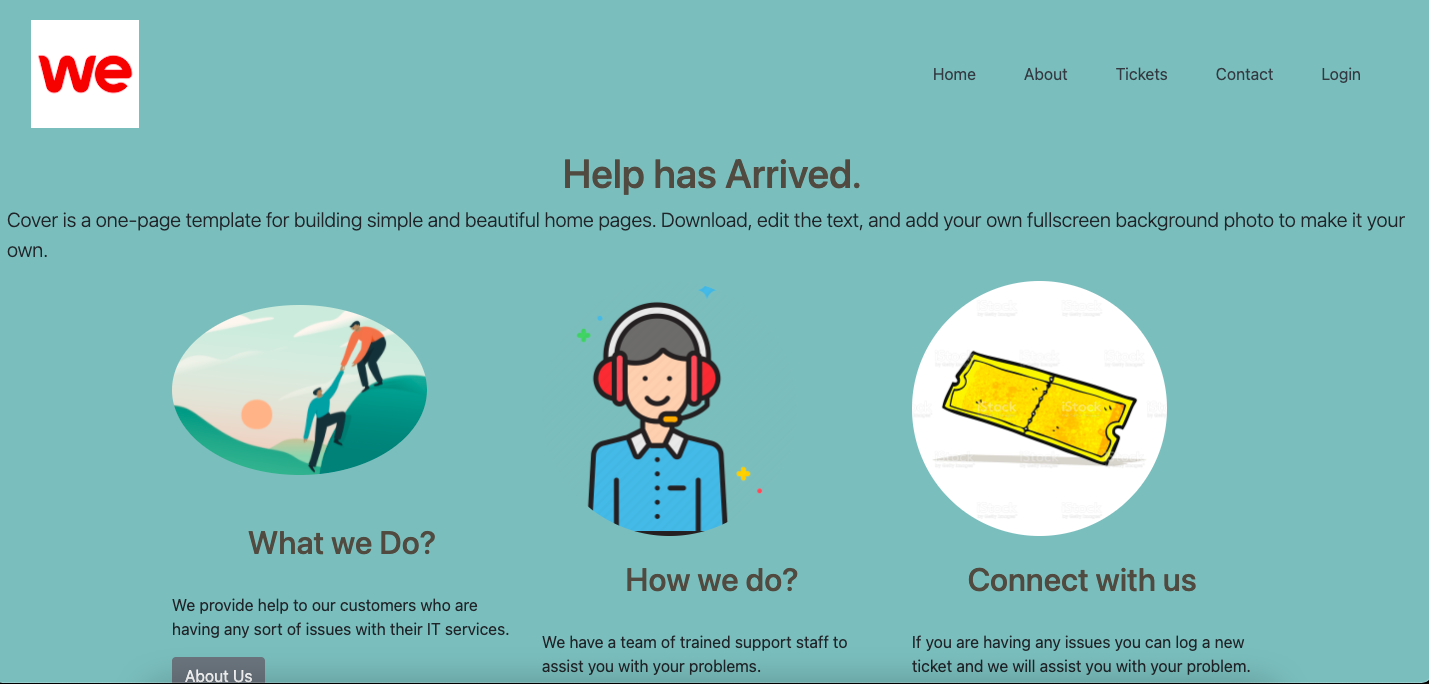 we
Home About Tickets Contact Login
Help has Arrived.
Cover is a one-page template for building simple and beautiful home pages. Download, edit the text, and add your own fullscreen background photo to make it your
own.
iStock iStock
What we Do?
We provide help to our customers who are
having any sort of issues with their IT services.
About Us
How we do?
We have a team of trained support staff to
assist you with your problems.
Connect with us
If you are having any issues you can log a new
ticket and we will assist you with your problem.